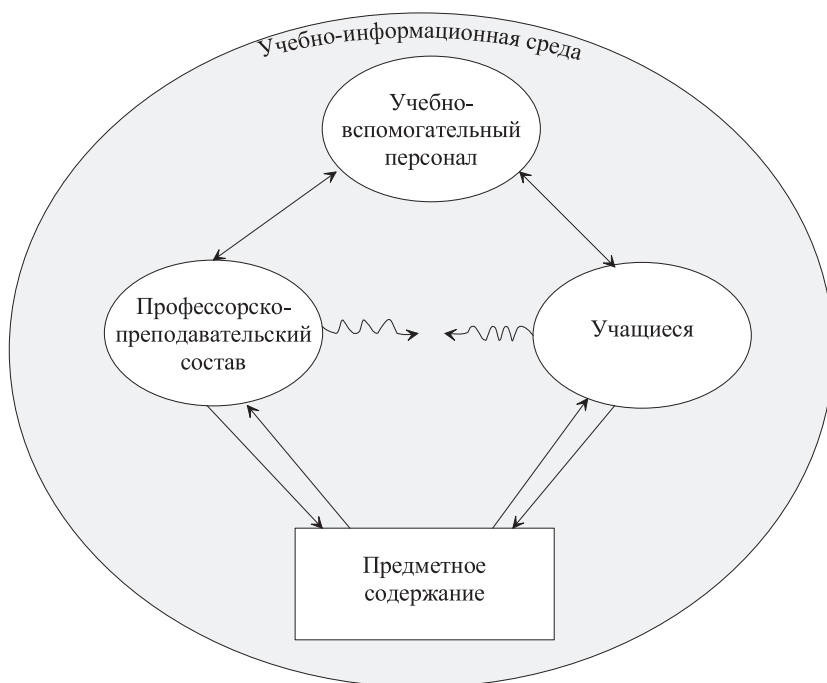 Учебно-информационная среда
Учебно-
вспомогательный
персонал
Профессорско-
преподавательский
состав
Учащиеся
Предметное
содержание